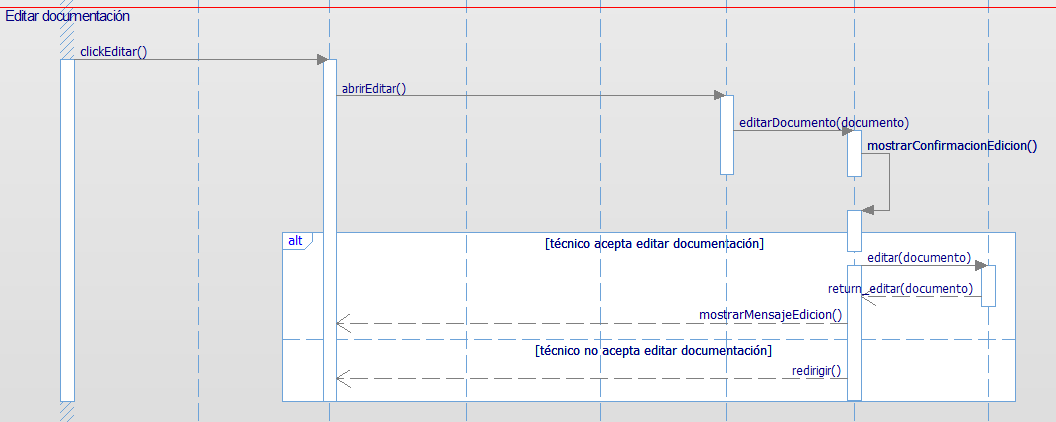 Editar documentación
clickEditar()
abrirEditar()
editarDocumento(documento)
mostrarConfirmacionEdicion()
alt
[técnico acepta editar documentación]
editar(documento)
return_editar(documento)
mostrarMensajeEdicion()
[técnico no acepta editar documentación]
redirigir()